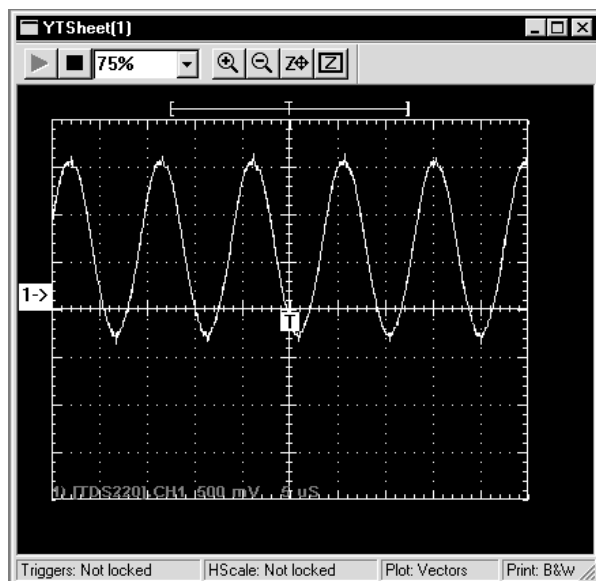 YTSheet(1)
75%
Z
Z
1->
T
1) [TDS220].CH1 500 mV 5 uS
Triggers: Not locked
HScale: Not locked
Plot: Vectors
Print: B&W